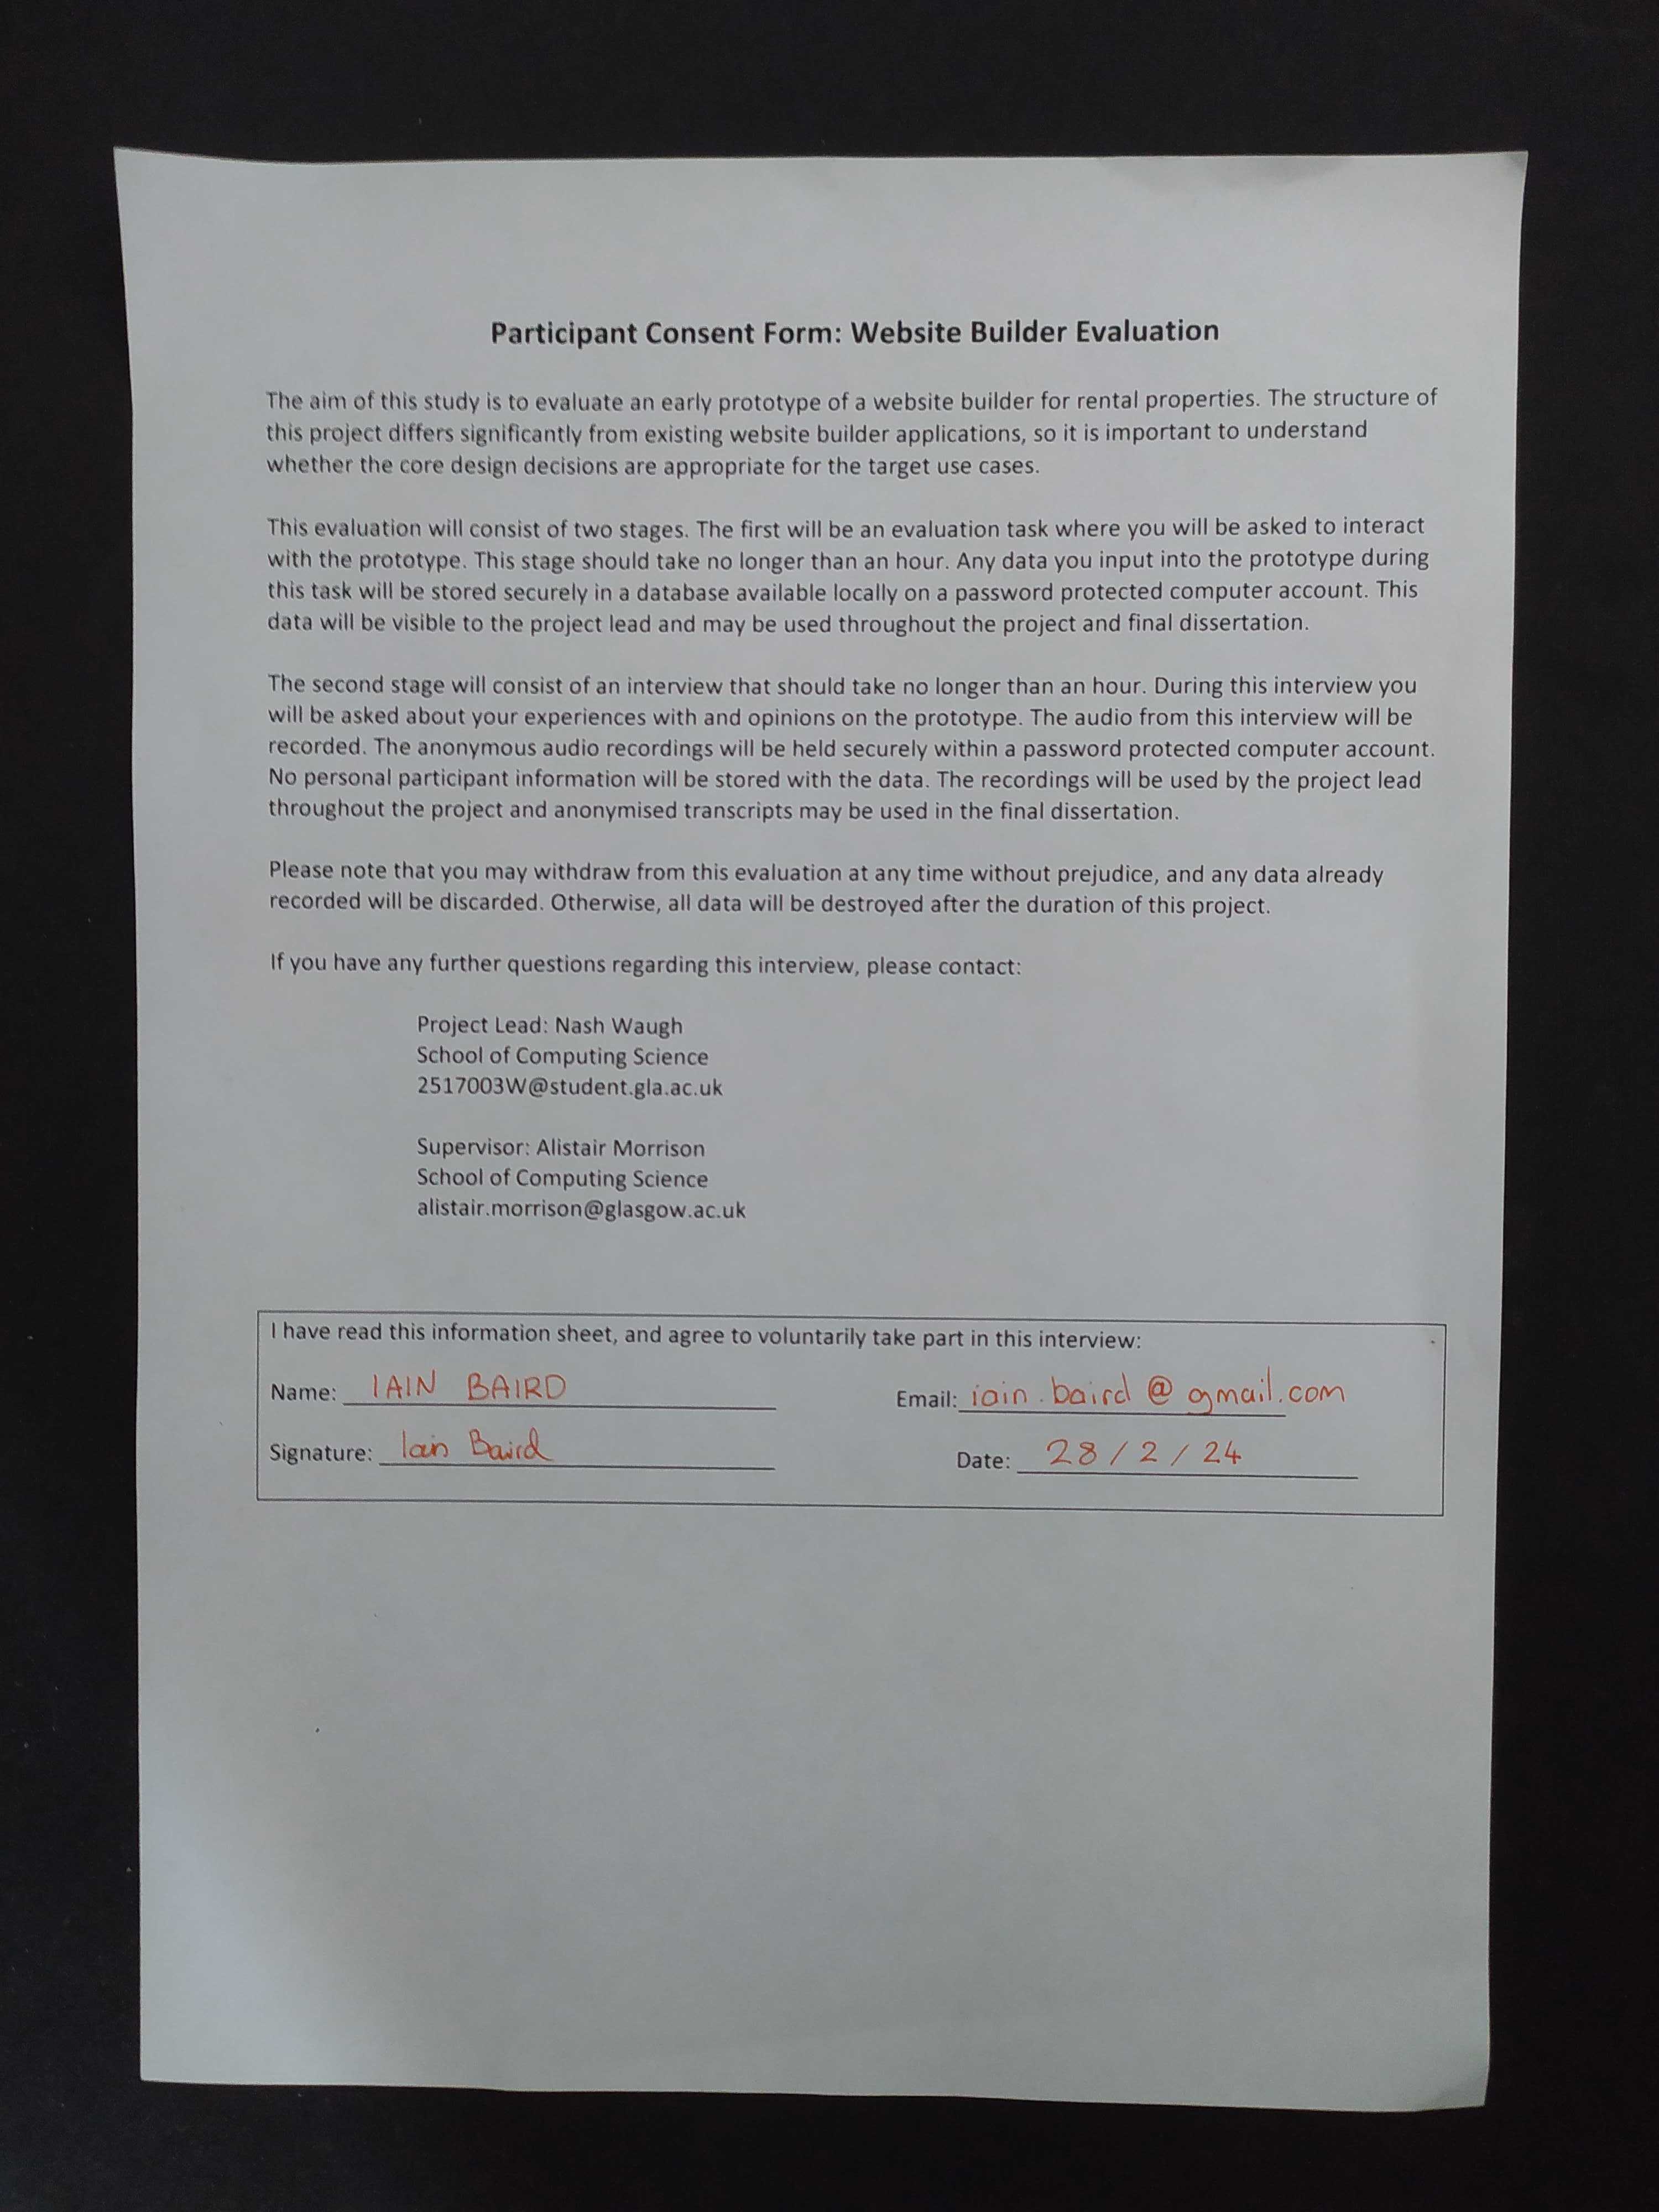 Participant Consent Form: Website Builder Evaluation
The aim of this study is to evaluate an early prototype of a website builder for rental properties. The structure of
this project differs significantly from existing website builder applications, so it is important to understand
whether the core design decisions are appropriate for the target use cases.
This evaluation will consist of two stages. The first will be an evaluation task where you will be asked to interact
with the prototype. This stage should take no longer than an hour. Any data you input into the prototype during
this task will be stored securely in a database available locally on a password protected computer account. This
data will be visible to the project lead and may be used throughout the project and final dissertation.
The second stage will consist of an interview that should take no longer than an hour. During this interview you
will be asked about your experiences with and opinions on the prototype. The audio from this interview will be
recorded. The anonymous audio recordings will be held securely within a password protected computer account.
No personal participant information will be stored with the data. The recordings will be used by the project lead
throughout the project and anonymised transcripts may be used in the final dissertation.
Please note that you may withdraw from this evaluation at any time without prejudice, and any data already
recorded will be discarded. Otherwise, all data will be destroyed after the duration of this project.
If you have any further questions regarding this interview, please contact:
Project Lead: Nash Waugh
School of Computing Science
2517003W@student.gla.ac.uk
Supervisor: Alistair Morrison
School of Computing Science
alistair.morrison@glasgow.ac.uk
I have read this information sheet, and agree to voluntarily take part in this interview:
Name: IAIN BAIRD Email: iain.baird@gmail.com
Signature: Iain Baird Date: 28/2/24